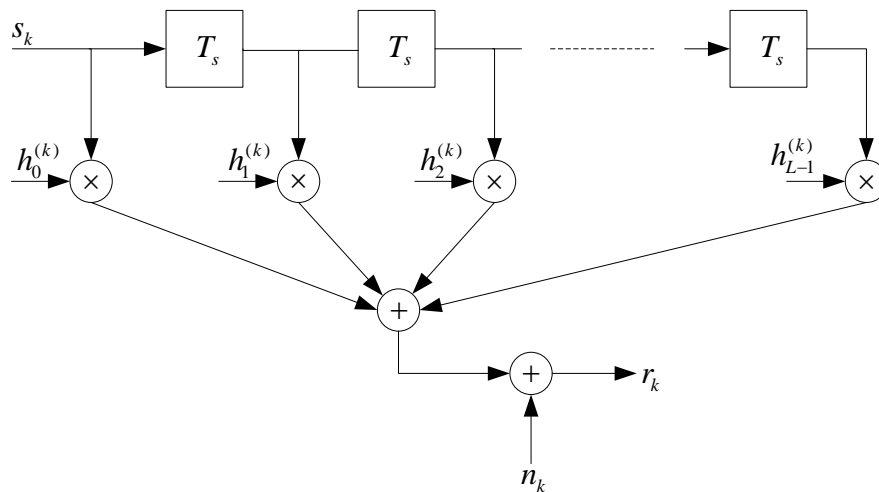 s_k
T_s
T_s
T_s
h_0^{(k)}
×
h_1^{(k)}
×
h_2^{(k)}
×
h_{L-1}^{(k)}
×
+
+
r_k
n_k